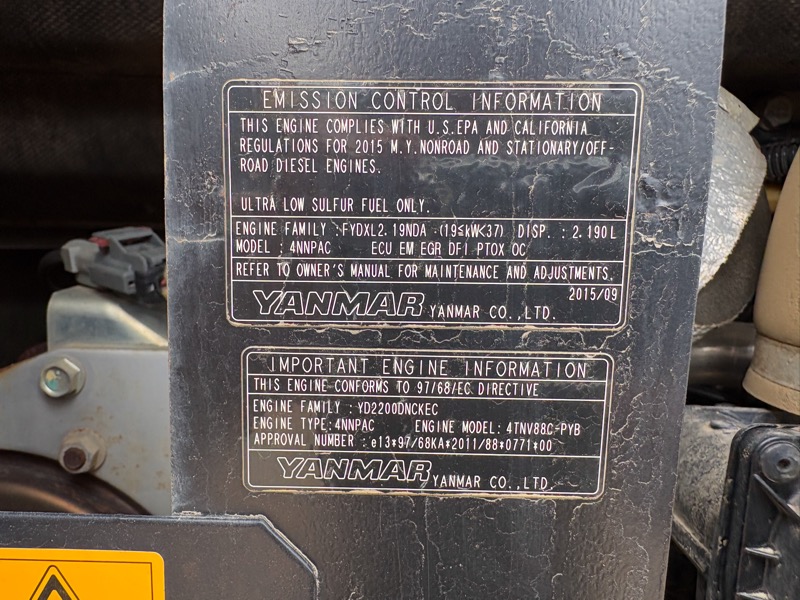 EMISSION CONTROL INFORMATION
THIS ENGINE COMPLIES WITH U.S.EPA AND CALIFORNIA
REGULATIONS FOR 2015 M.Y.NONROAD AND STATIONARY/OFF-
ROAD DIESEL ENGINES.
ULTRA LOW SULFUR FUEL ONLY.
ENGINE FAMILY :FYDXL2.19NDA (19≤kW<37) DISP. :2.190L
MODEL :4NNPAC ECU EM EGR DFI PTOX OC
REFER TO OWNER'S MANUAL FOR MAINTENANCE AND ADJUSTMENTS.
2015/09
YANMAR YANMAR CO.,LTD.
IMPORTANT ENGINE INFORMATION
THIS ENGINE CONFORMS TO 97/68/EC DIRECTIVE
ENGINE FAMILY :YD2200DNCKEC
ENGINE TYPE:4NNPAC ENGINE MODEL:4TNV88C-PYB
APPROVAL NUMBER :e13*97/68KA*2011/88*0771*00
YANMAR YANMAR CO.,LTD.